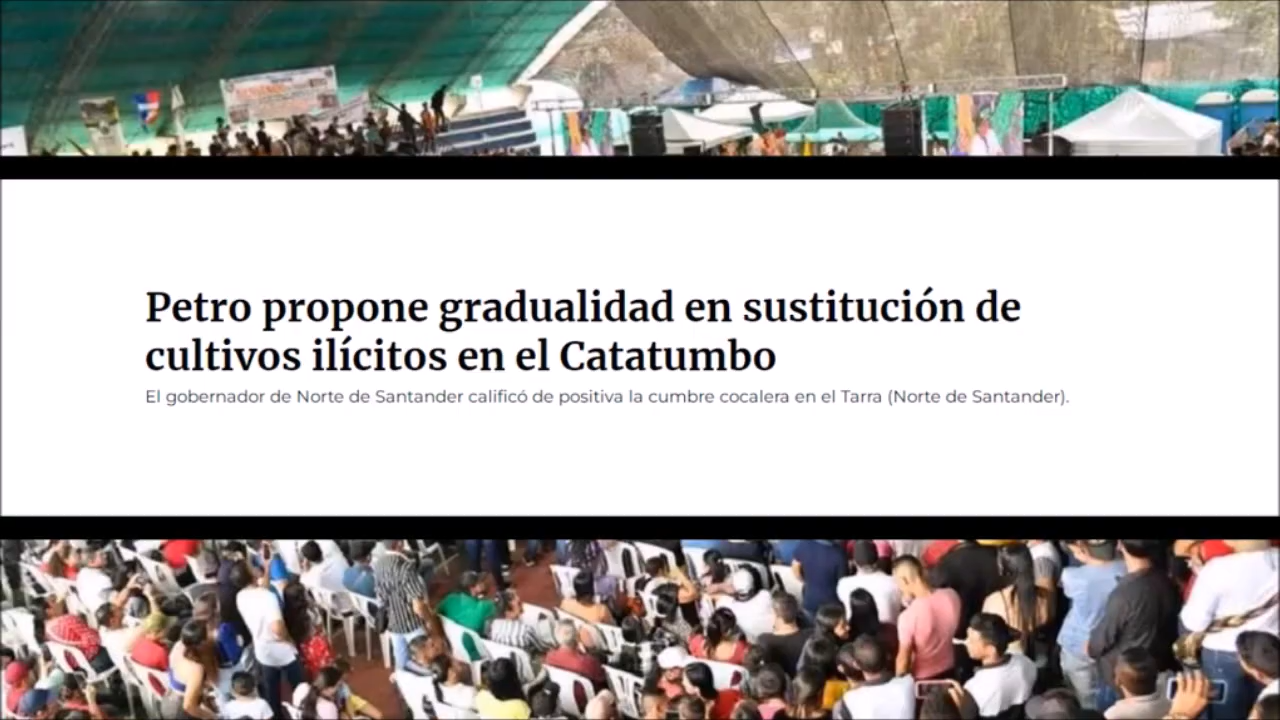 Petro propone gradualidad en sustitución de
cultivos ilícitos en el Catatumbo
El gobernador de Norte de Santander calificó de positiva la cumbre cocalera en el Tarra (Norte de Santander).